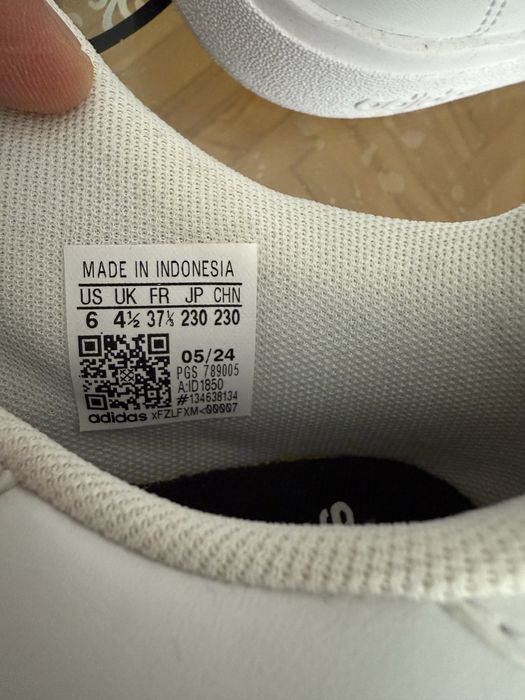 MADE IN INDONESIA
US UK FR JP CHN
6 4½ 37⅓ 230 230
05/24
PGS 789005
A:ID1850
#134638134
adidas xFZLFXM<00007